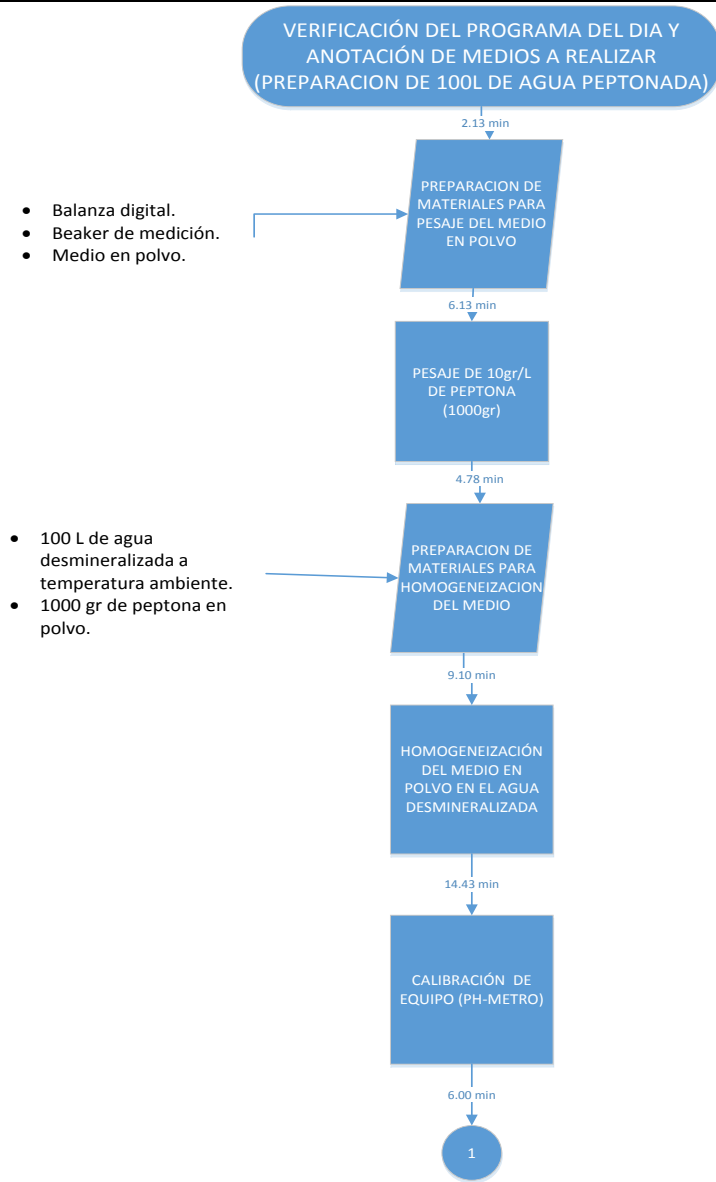 VERIFICACIÓN DEL PROGRAMA DEL DIA Y
ANOTACIÓN DE MEDIOS A REALIZAR
(PREPARACION DE 100L DE AGUA PEPTONADA)
2.13 min
PREPARACION DE
MATERIALES PARA
PESAJE DEL MEDIO
EN POLVO
• Balanza digital.
• Beaker de medición.
• Medio en polvo.
6.13 min
PESAJE DE 10gr/L
DE PEPTONA
(1000gr)
4.78 min
PREPARACION DE
MATERIALES PARA
HOMOGENEIZACION
DEL MEDIO
• 100 L de agua
desmineralizada a
temperatura ambiente.
• 1000 gr de peptona en
polvo.
9.10 min
HOMOGENEIZACIÓN
DEL MEDIO EN
POLVO EN EL AGUA
DESMINERALIZADA
14.43 min
CALIBRACIÓN DE
EQUIPO (PH-METRO)
6.00 min
1